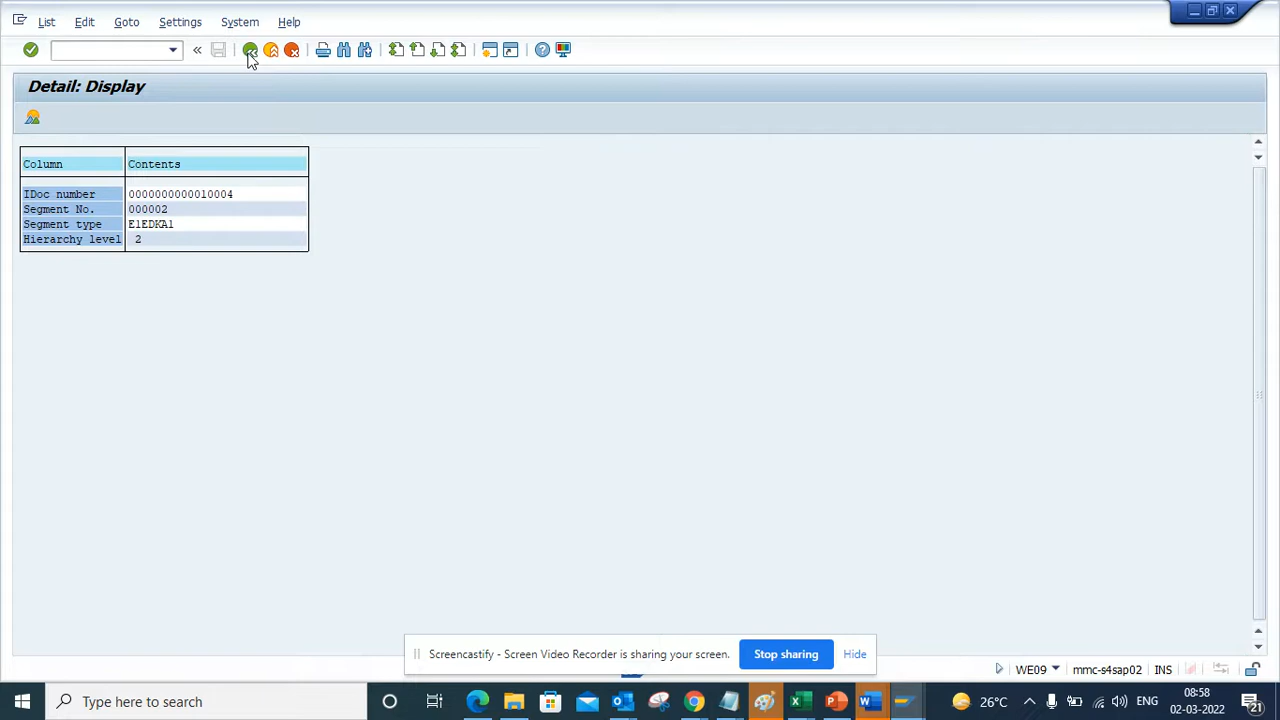 List Edit Goto Settings System Help
Detail: Display
Column Contents
IDoc number 0000000000010004
Segment No. 000002
Segment type E1EDKA1
Hierarchy level 2
Screencastify - Screen Video Recorder is sharing your screen. Stop sharing Hide
WE09 mmc-s4sap02 INS
Type here to search
26°C
ENG
08:58
02-03-2022
21